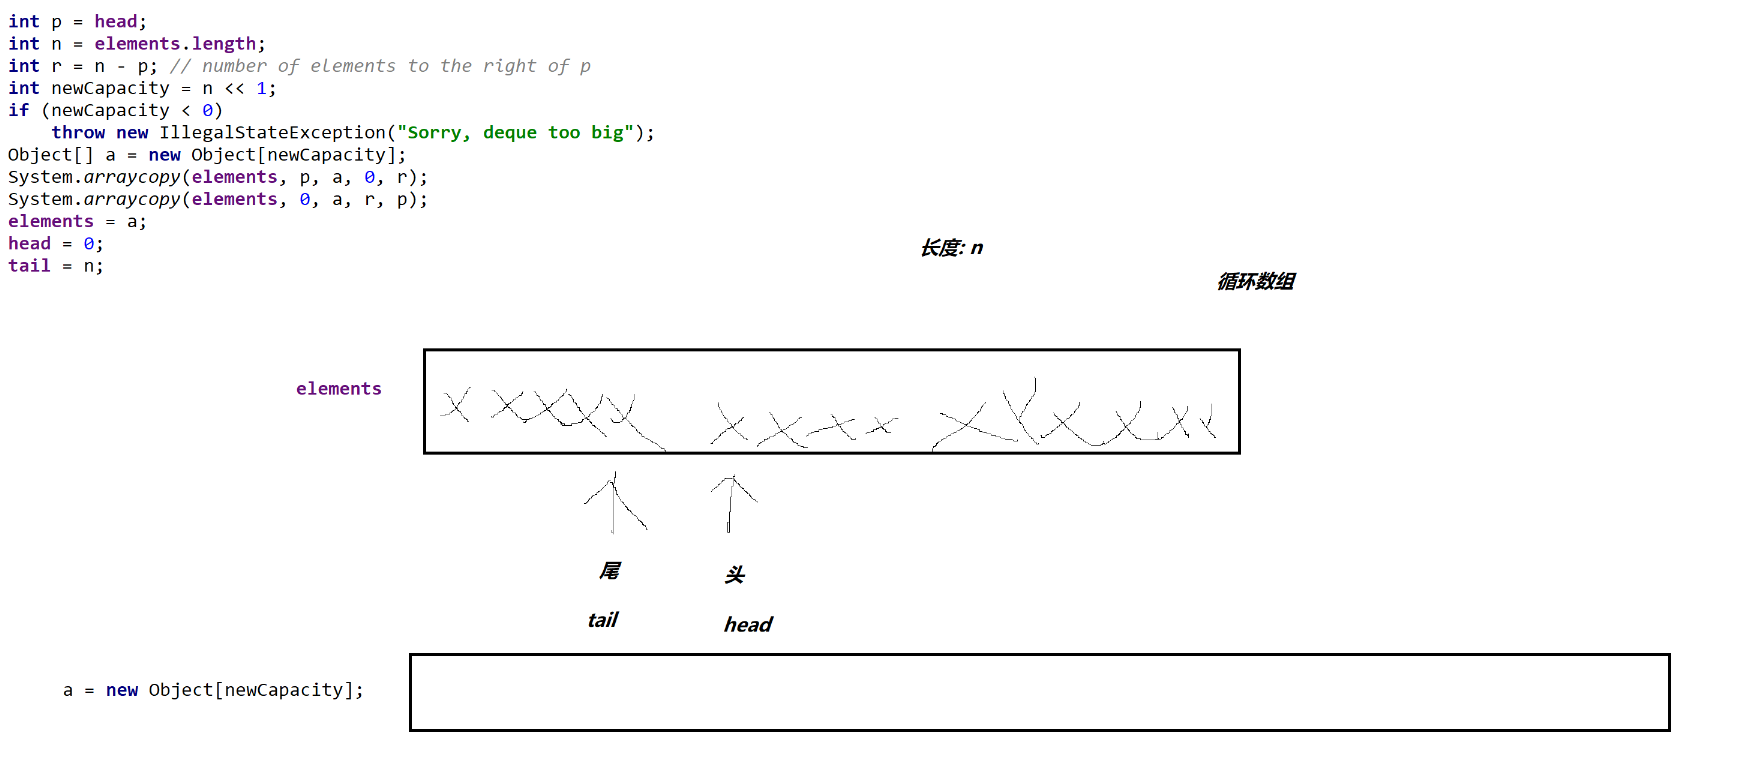 int p = head;
int n = elements.length;
int r = n - p; // number of elements to the right of p
int newCapacity = n << 1;
if (newCapacity < 0)
    throw new IllegalStateException("Sorry, deque too big");
Object[] a = new Object[newCapacity];
System.arraycopy(elements, p, a, 0, r);
System.arraycopy(elements, 0, a, r, p);
elements = a;
head = 0;
tail = n;
长度: n
循环数组
elements
尾
头
tail
head
a = new Object[newCapacity];